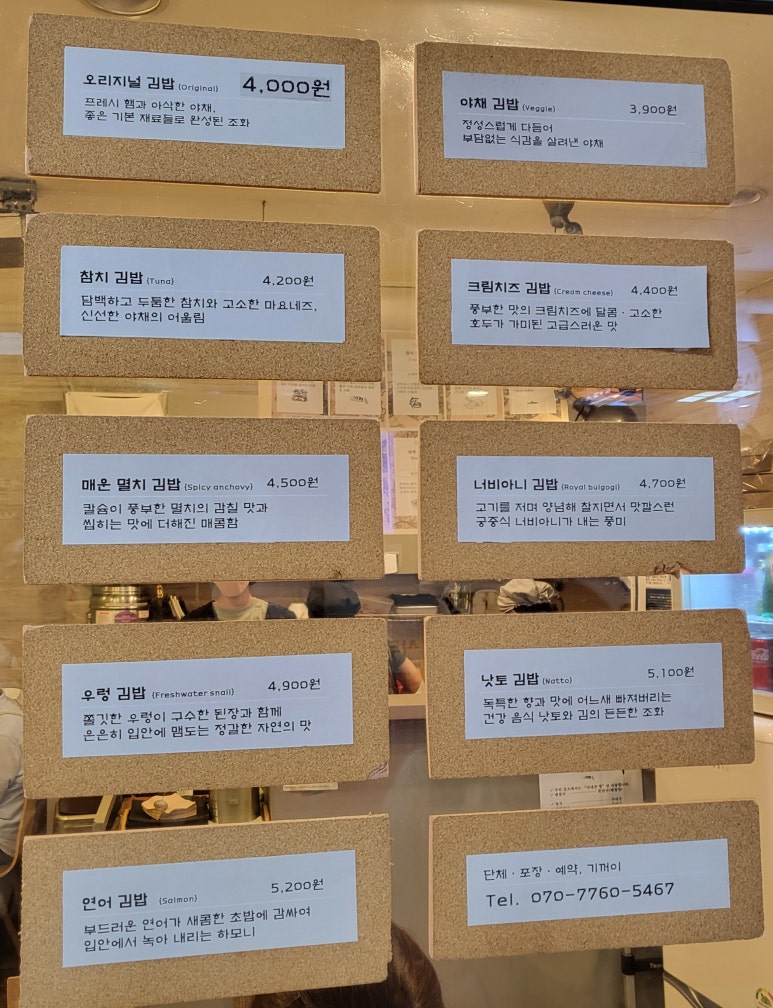 오리지널 김밥 (Original) 4,000원
프레시 햄과 아삭한 야채,
좋은 기본 재료들로 완성된 조화
야채 김밥 (Veggie) 3,900원
정성스럽게 다듬어
부담없는 식감을 살려낸 야채
참치 김밥 (Tuna) 4,200원
담백하고 두툼한 참치와 고소한 마요네즈,
신선한 야채의 어울림
크림치즈 김밥 (Cream cheese) 4,400원
풍부한 맛의 크림치즈에 달콤 · 고소한
호두가 가미된 고급스러운 맛
매운 멸치 김밥 (Spicy anchovy) 4,500원
칼슘이 풍부한 멸치의 감칠 맛과
씹히는 맛에 더해진 매콤함
너비아니 김밥 (Royal bulgogi) 4,700원
고기를 저며 양념해 찰지면서 맛깔스런
궁중식 너비아니가 내는 풍미
우렁 김밥 (Freshwater snail) 4,900원
쫄깃한 우렁이 구수한 된장과 함께
은은히 입안에 맴도는 정갈한 자연의 맛
낫토 김밥 (Natto) 5,100원
독특한 향과 맛에 어느새 빠져버리는
건강 음식 낫토와 김의 든든한 조화
연어 김밥 (Salmon) 5,200원
부드러운 연어가 새콤한 초밥에 감싸여
입안에서 녹아 내리는 하모니
단체 · 포장 · 예약, 기꺼이
Tel. 070-7760-5467